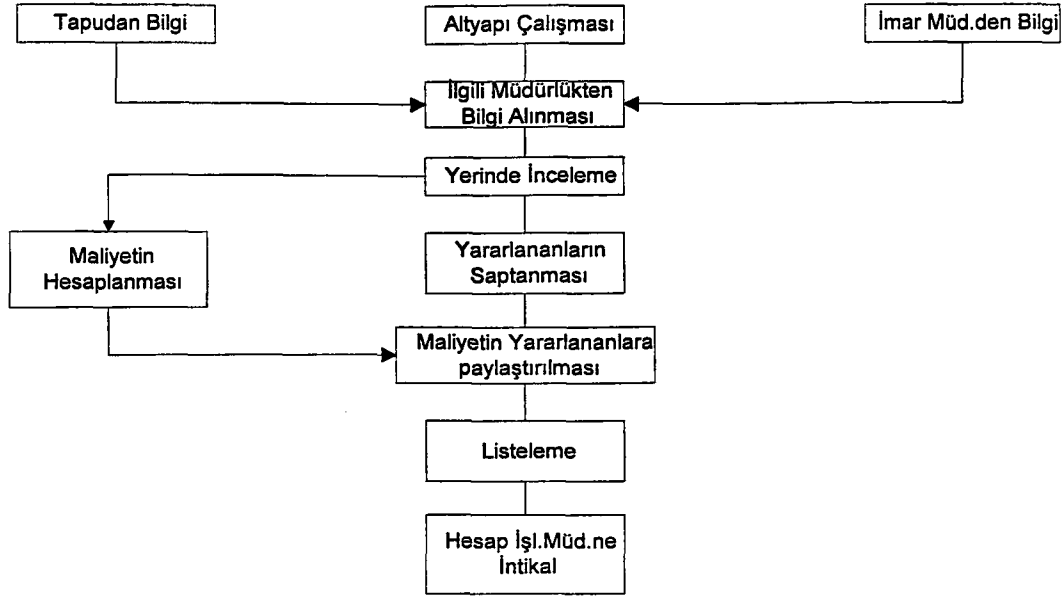 Tapudan Bilgi
Altyapı Çalışması
İmar Müd.den Bilgi
İlgili Müdürlükten
Bilgi Alınması
Yerinde İnceleme
Maliyetin
Hesaplanması
Yararlananların
Saptanması
Maliyetin Yararlananlara
paylaştırılması
Listeleme
Hesap İşl.Müd.ne
İntikal